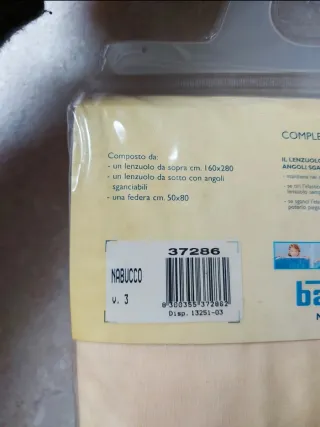 Composto da:
- un lenzuolo da sopra cm. 160x280
- un lenzuolo da sotto con angoli
sganciabili
- una federa cm. 50x80
COMPLE
IL LENZUOLO
ANGOLI SGA
37286
NABUCCO
v. 3
8 300355 372862
Disp. 13251-03
ba